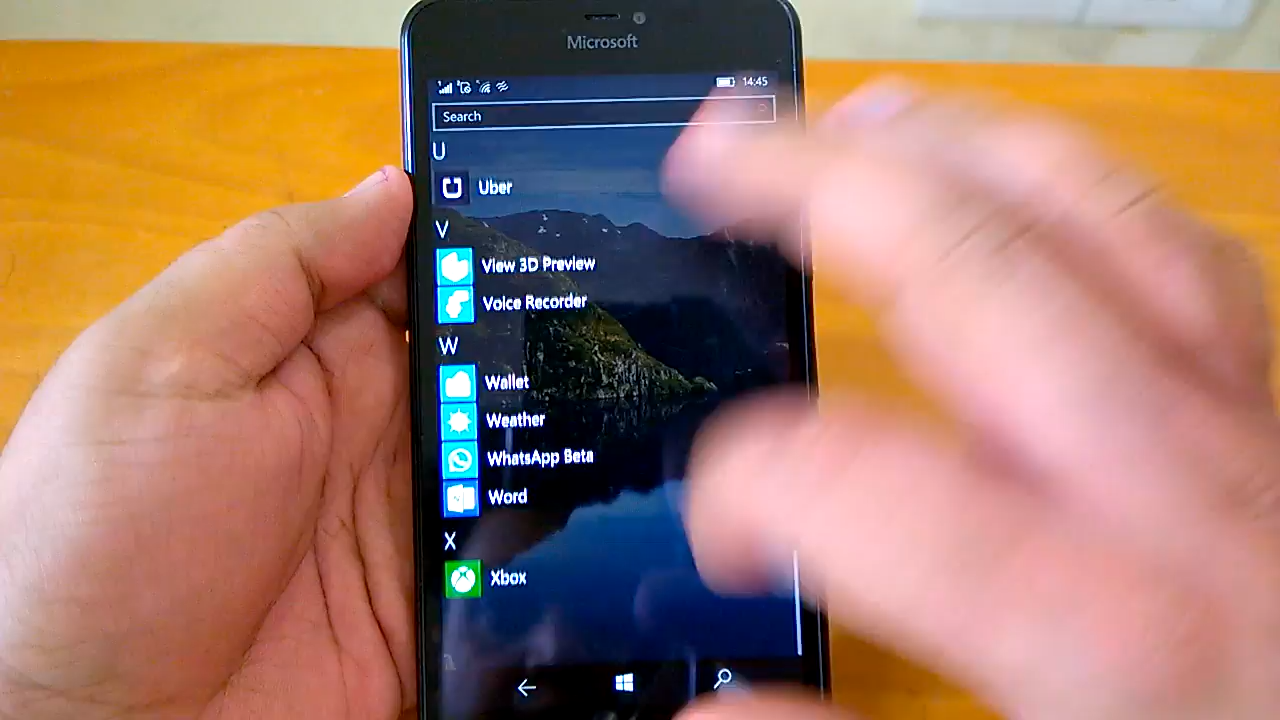 Microsoft
14:45
Search
U
Uber
V
View 3D Preview
Voice Recorder
W
Wallet
Weather
WhatsApp Beta
Word
X
Xbox